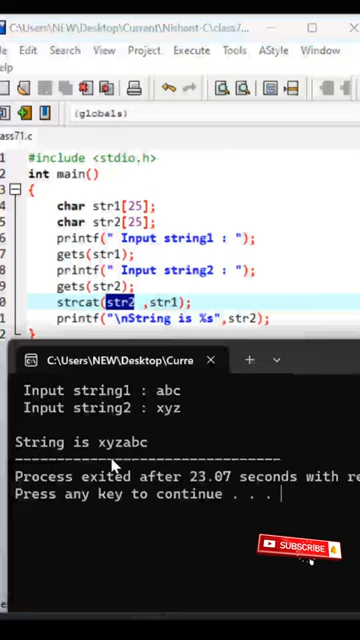 C:\Users\NEW\Desktop\Current\Nishant-C\class7...
Edit Search View Project Execute Tools AStyle Window
elp
(globals)
ass71.c
1 #include <stdio.h>
2 int main()
3 {
4 char str1[25];
5 char str2[25];
6 printf(" Input string1 : ");
7 gets(str1);
8 printf(" Input string2 : ");
9 gets(str2);
0 strcat(str2 ,str1);
1 printf("\nString is %s",str2);
2 }
C:\Users\NEW\Desktop\Curre
Input string1 : abc
Input string2 : xyz
String is xyzabc
--------------------------------
Process exited after 23.07 seconds with re
Press any key to continue . . .
SUBSCRIBE